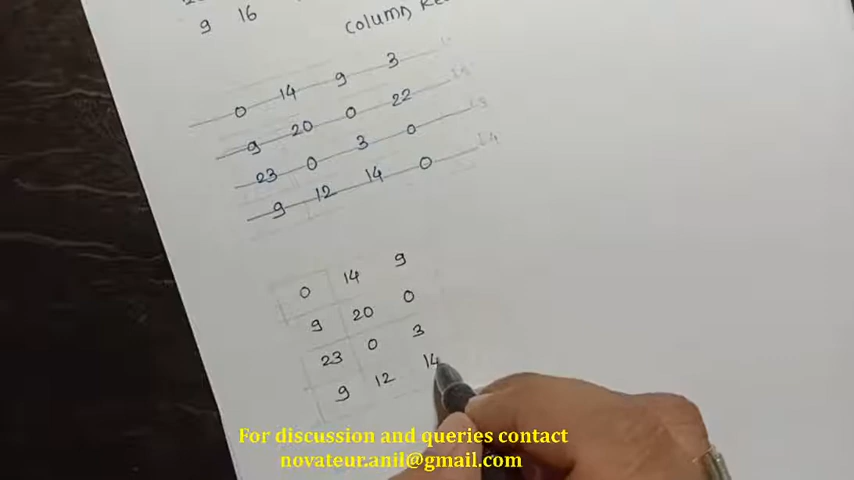 9 16
Column
0 14 9 3
9 20 0 22
23 0 3 0
9 12 14 0
0 14 9
9 20 0
23 0 3
9 12 14
For discussion and queries contact
novateur.anil@gmail.com